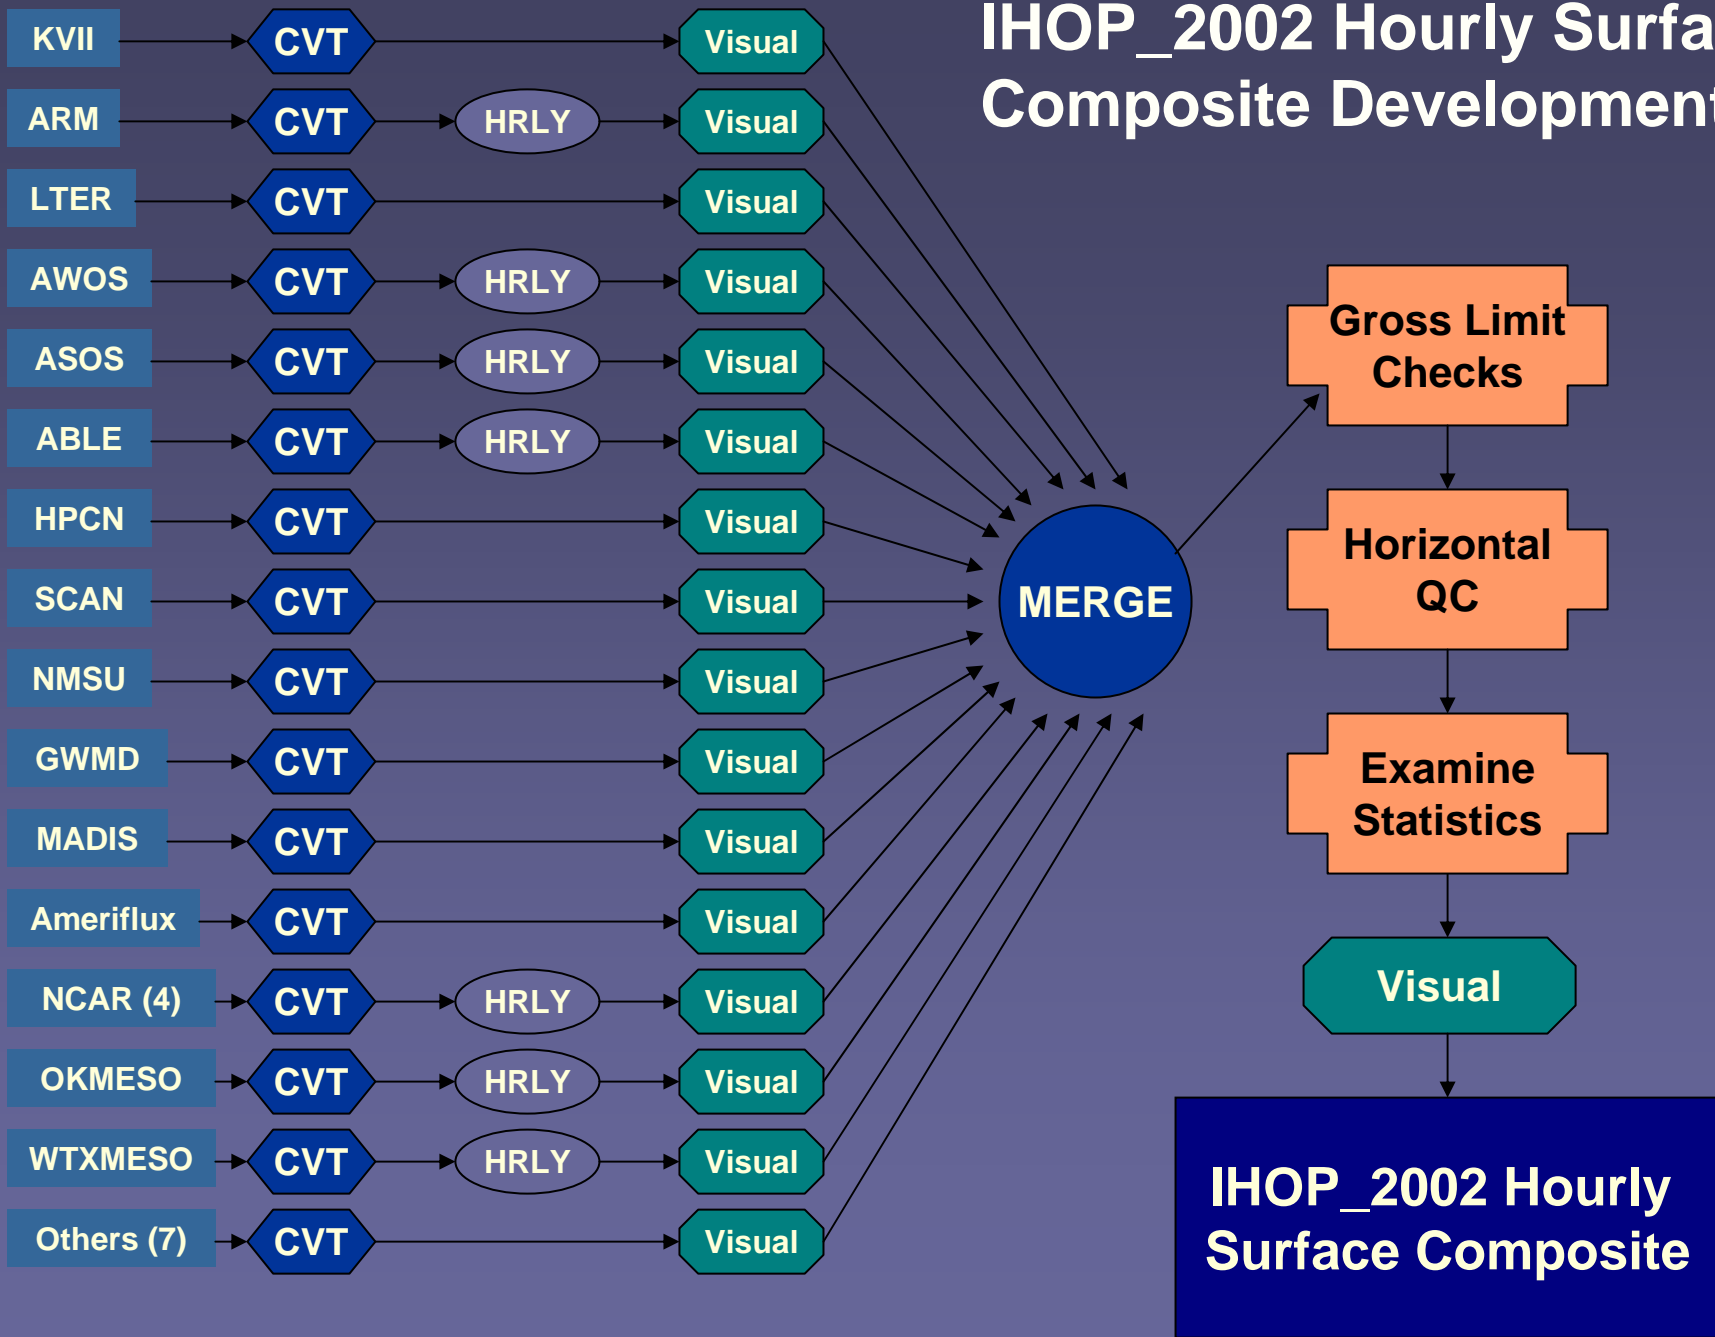 IHOP_2002 Hourly Surfa
Composite Development
KVII CVT Visual
ARM CVT HRLY Visual
LTER CVT Visual
AWOS CVT HRLY Visual
ASOS CVT HRLY Visual
ABLE CVT HRLY Visual
HPCN CVT Visual
SCAN CVT Visual
NMSU CVT Visual
GWMD CVT Visual
MADIS CVT Visual
Ameriflux CVT Visual
NCAR (4) CVT HRLY Visual
OKMESO CVT HRLY Visual
WTXMESO CVT HRLY Visual
Others (7) CVT Visual
MERGE
Gross Limit
Checks
Horizontal
QC
Examine
Statistics
Visual
IHOP_2002 Hourly
Surface Composite